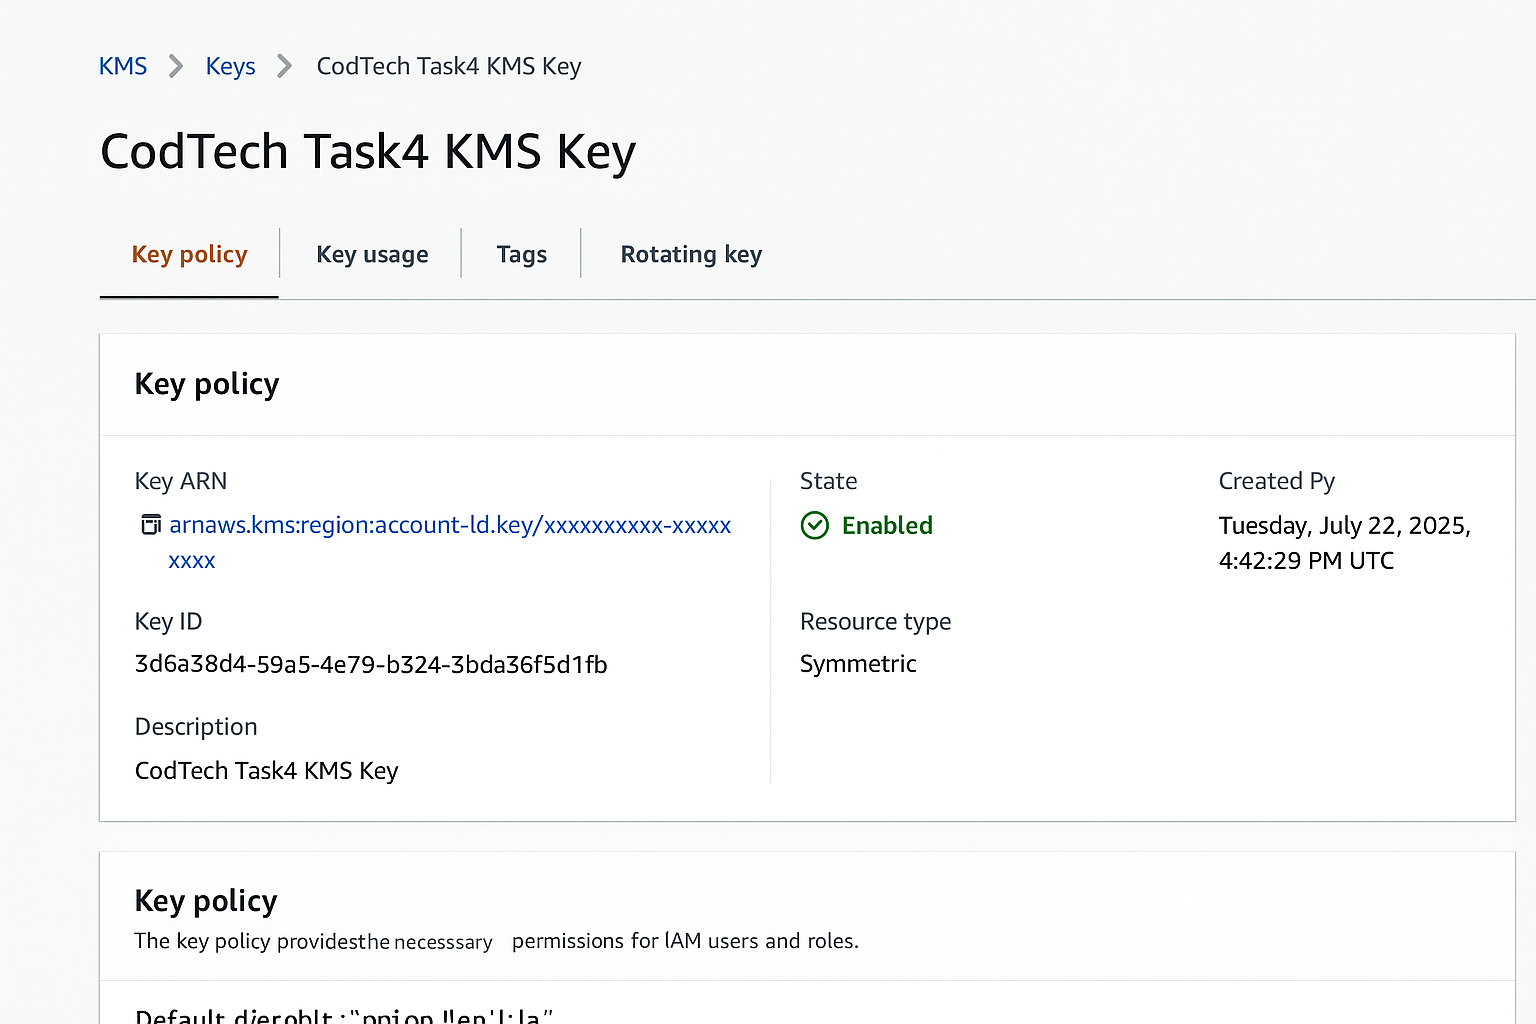 KMS > Keys > CodTech Task4 KMS Key
CodTech Task4 KMS Key
Key policy
Key usage
Tags
Rotating key
Key policy
Key ARN
arnaws.kms:region:account-ld.key/xxxxxxxxxx-xxxxx
xxxx
Key ID
3d6a38d4-59a5-4e79-b324-3bda36f5d1fb
Description
CodTech Task4 KMS Key
State
Enabled
Resource type
Symmetric
Created Py
Tuesday, July 22, 2025,
4:42:29 PM UTC
Key policy
The key policy providesthe necesssary permissions for lAM users and roles.
Default